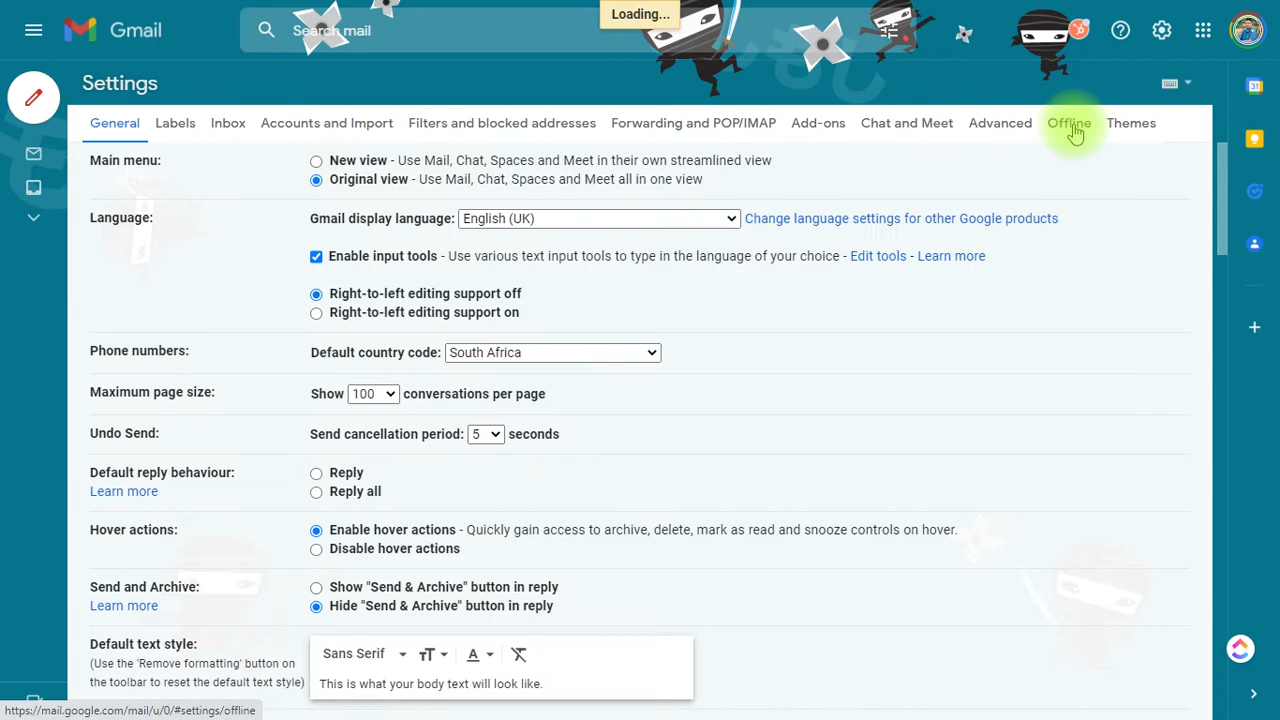 Loading...
Gmail
Search mail
Settings
General Labels Inbox Accounts and Import Filters and blocked addresses Forwarding and POP/IMAP Add-ons Chat and Meet Advanced Offline Themes
Main menu: New view - Use Mail, Chat, Spaces and Meet in their own streamlined view
Original view - Use Mail, Chat, Spaces and Meet all in one view
Language: Gmail display language: English (UK) Change language settings for other Google products
Enable input tools - Use various text input tools to type in the language of your choice - Edit tools - Learn more
Right-to-left editing support off
Right-to-left editing support on
Phone numbers: Default country code: South Africa
Maximum page size: Show 100 conversations per page
Undo Send: Send cancellation period: 5 seconds
Default reply behaviour: Reply
Learn more Reply all
Hover actions: Enable hover actions - Quickly gain access to archive, delete, mark as read and snooze controls on hover.
Disable hover actions
Send and Archive: Show "Send & Archive" button in reply
Learn more Hide "Send & Archive" button in reply
Default text style: Sans Serif
(Use the 'Remove formatting' button on
the toolbar to reset the default text style) This is what your body text will look like.
https://mail.google.com/mail/u/0/#settings/offline
31